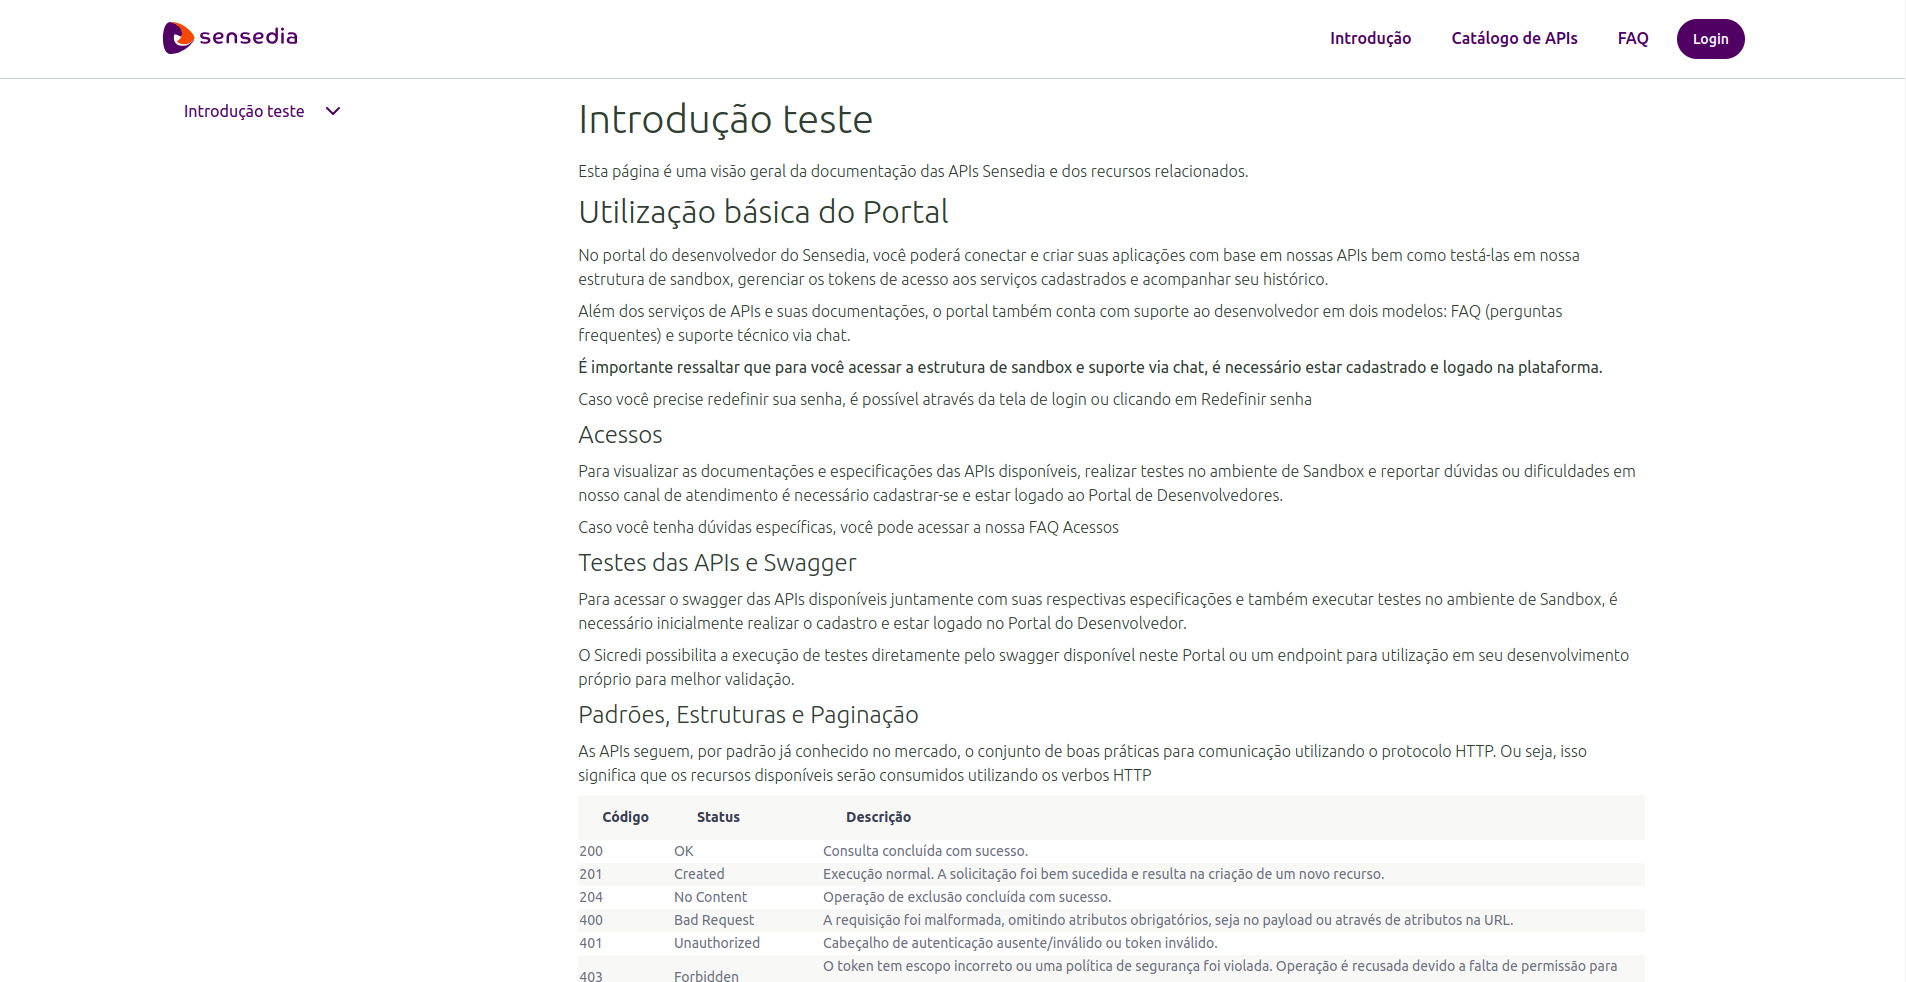 sensedia
Introdução
Catálogo de APIs
FAQ
Login
Introdução teste
Introdução teste
Esta página é uma visão geral da documentação das APIs Sensedia e dos recursos relacionados.
Utilização básica do Portal
No portal do desenvolvedor do Sensedia, você poderá conectar e criar suas aplicações com base em nossas APIs bem como testá-las em nossa
estrutura de sandbox, gerenciar os tokens de acesso aos serviços cadastrados e acompanhar seu histórico.
Além dos serviços de APIs e suas documentações, o portal também conta com suporte ao desenvolvedor em dois modelos: FAQ (perguntas
frequentes) e suporte técnico via chat.
É importante ressaltar que para você acessar a estrutura de sandbox e suporte via chat, é necessário estar cadastrado e logado na plataforma.
Caso você precise redefinir sua senha, é possível através da tela de login ou clicando em Redefinir senha
Acessos
Para visualizar as documentações e especificações das APIs disponíveis, realizar testes no ambiente de Sandbox e reportar dúvidas ou dificuldades em
nosso canal de atendimento é necessário cadastrar-se e estar logado ao Portal de Desenvolvedores.
Caso você tenha dúvidas específicas, você pode acessar a nossa FAQ Acessos
Testes das APIs e Swagger
Para acessar o swagger das APIs disponíveis juntamente com suas respectivas especificações e também executar testes no ambiente de Sandbox, é
necessário inicialmente realizar o cadastro e estar logado no Portal do Desenvolvedor.
O Sicredi possibilita a execução de testes diretamente pelo swagger disponível neste Portal ou um endpoint para utilização em seu desenvolvimento
próprio para melhor validação.
Padrões, Estruturas e Paginação
As APIs seguem, por padrão já conhecido no mercado, o conjunto de boas práticas para comunicação utilizando o protocolo HTTP. Ou seja, isso
significa que os recursos disponíveis serão consumidos utilizando os verbos HTTP
Código Status Descrição
200 OK Consulta concluída com sucesso.
201 Created Execução normal. A solicitação foi bem sucedida e resulta na criação de um novo recurso.
204 No Content Operação de exclusão concluída com sucesso.
400 Bad Request A requisição foi malformada, omitindo atributos obrigatórios, seja no payload ou através de atributos na URL.
401 Unauthorized Cabeçalho de autenticação ausente/inválido ou token inválido.
403 Forbidden O token tem escopo incorreto ou uma política de segurança foi violada. Operação é recusada devido a falta de permissão para